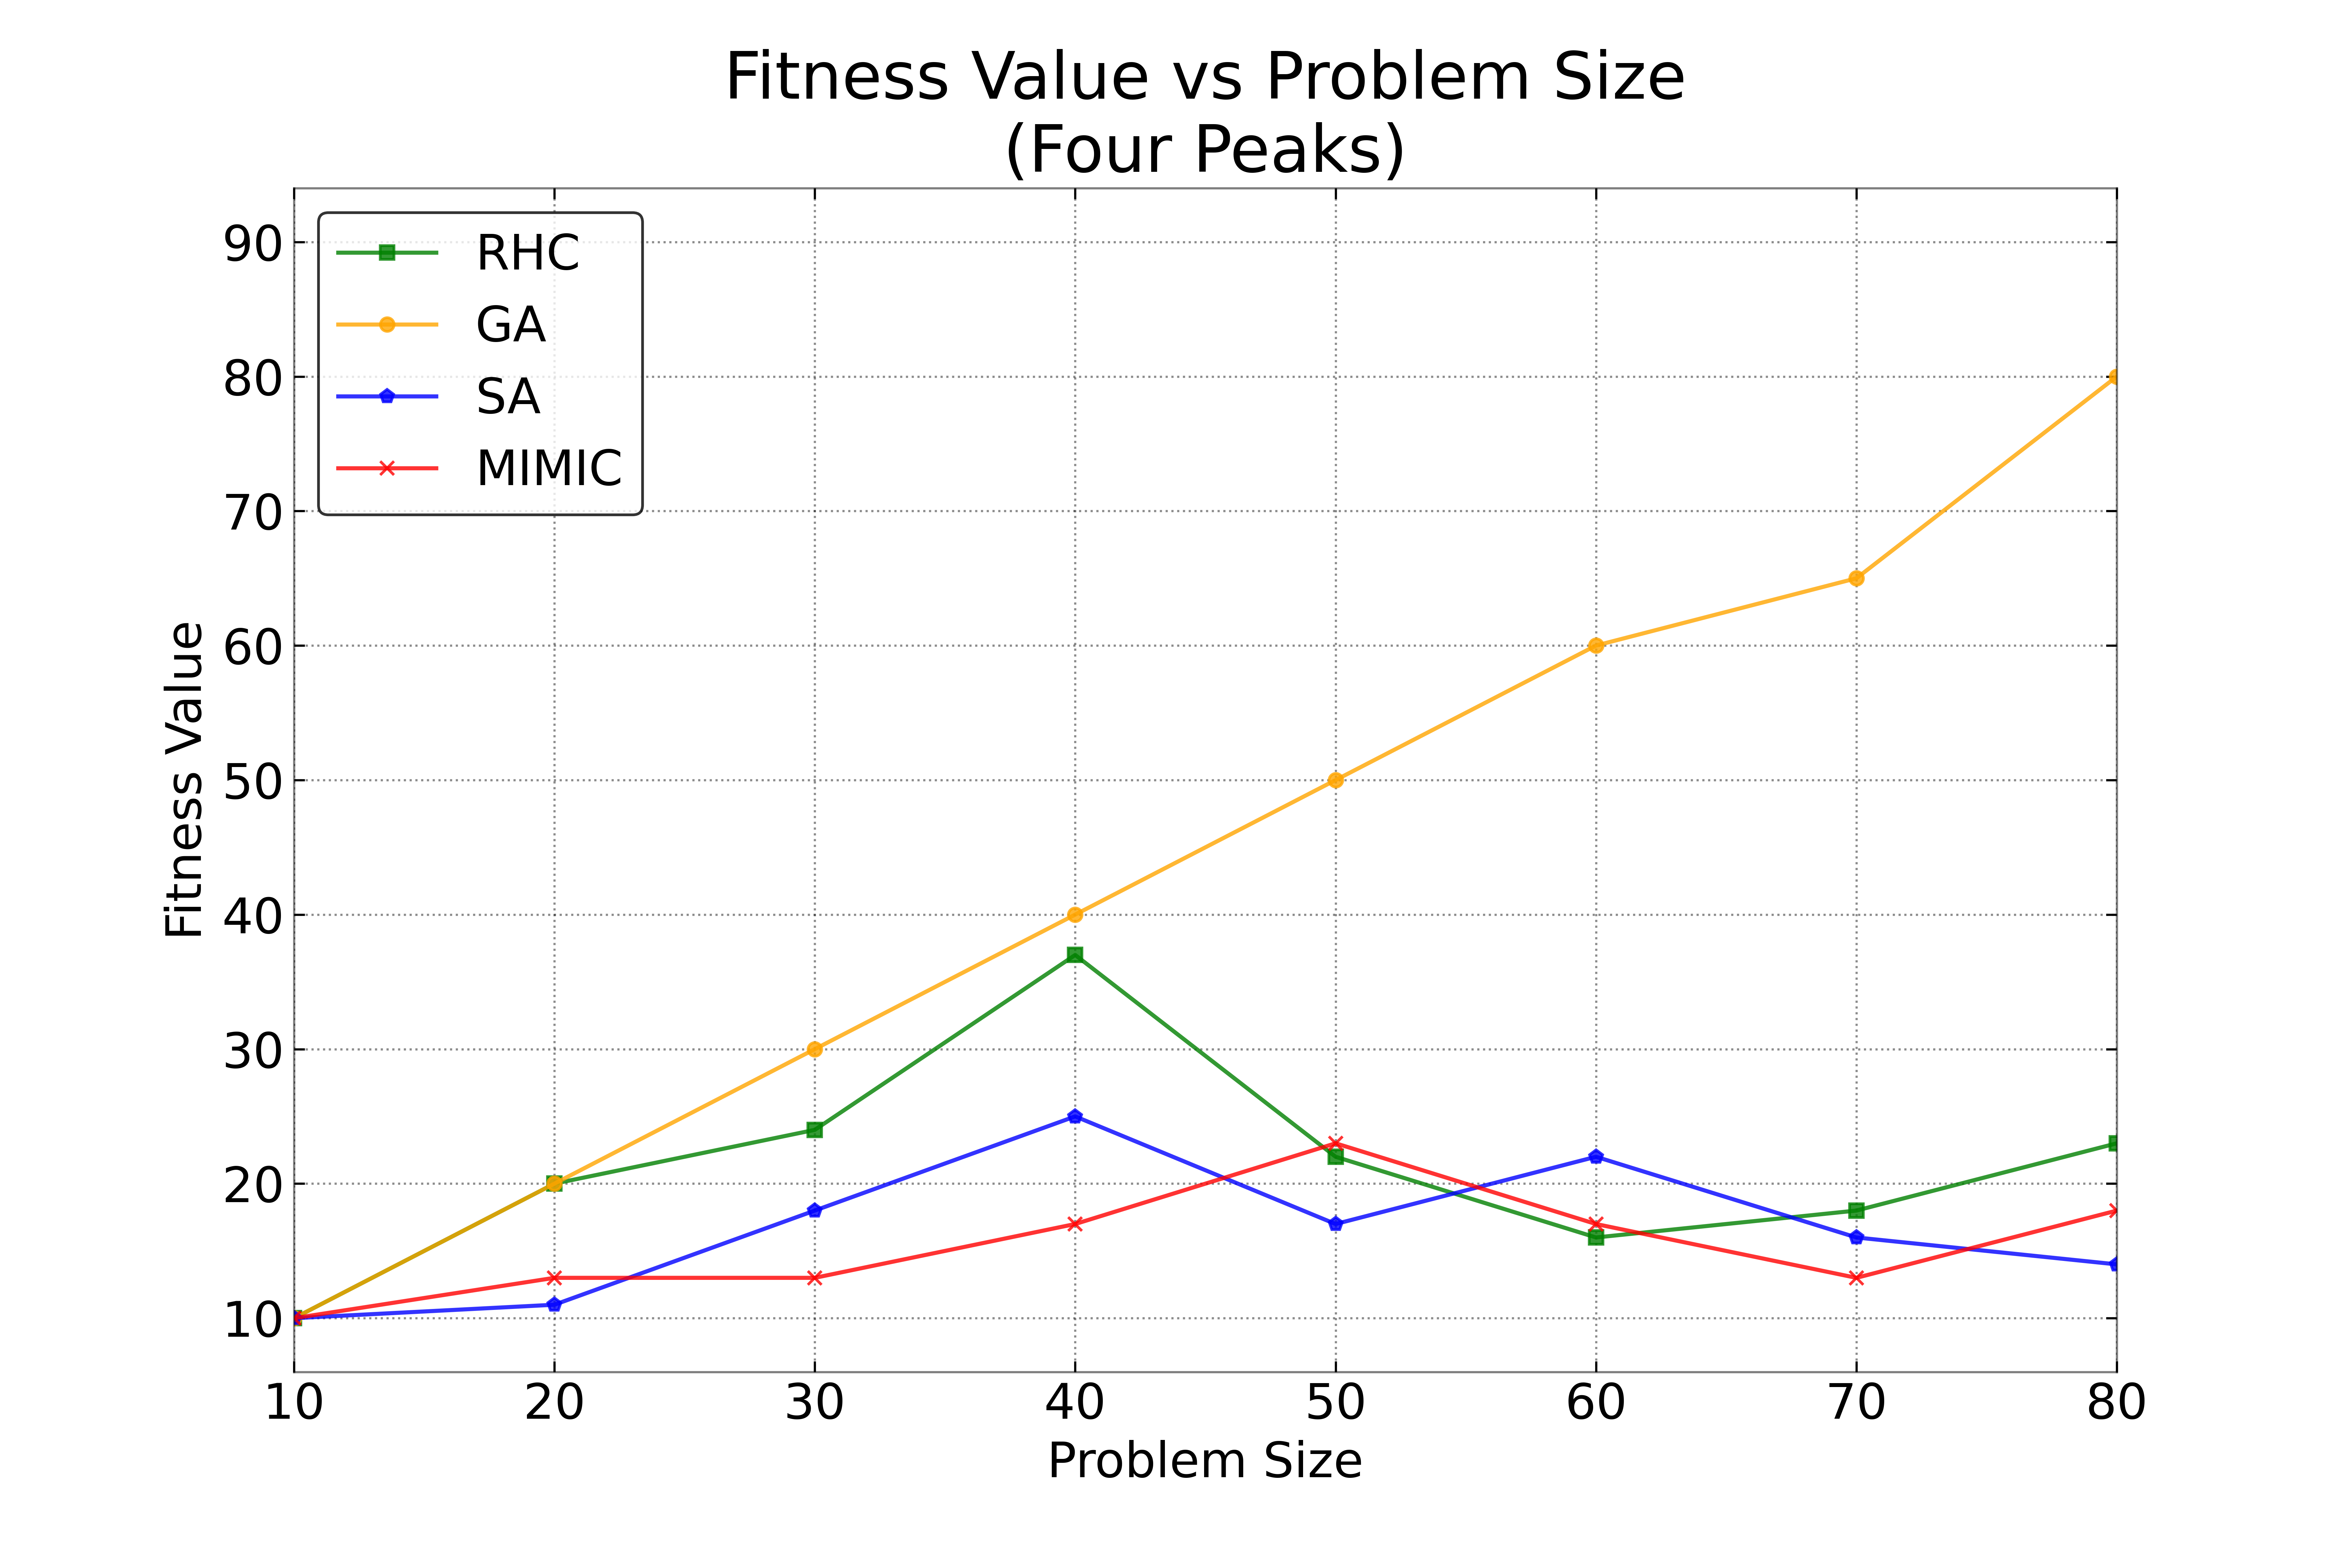 Fitness Value vs Problem Size
(Four Peaks)
RHC
GA
SA
MIMIC
90
80
70
60
50
40
30
20
10
Fitness Value
10 20 30 40 50 60 70 80
Problem Size